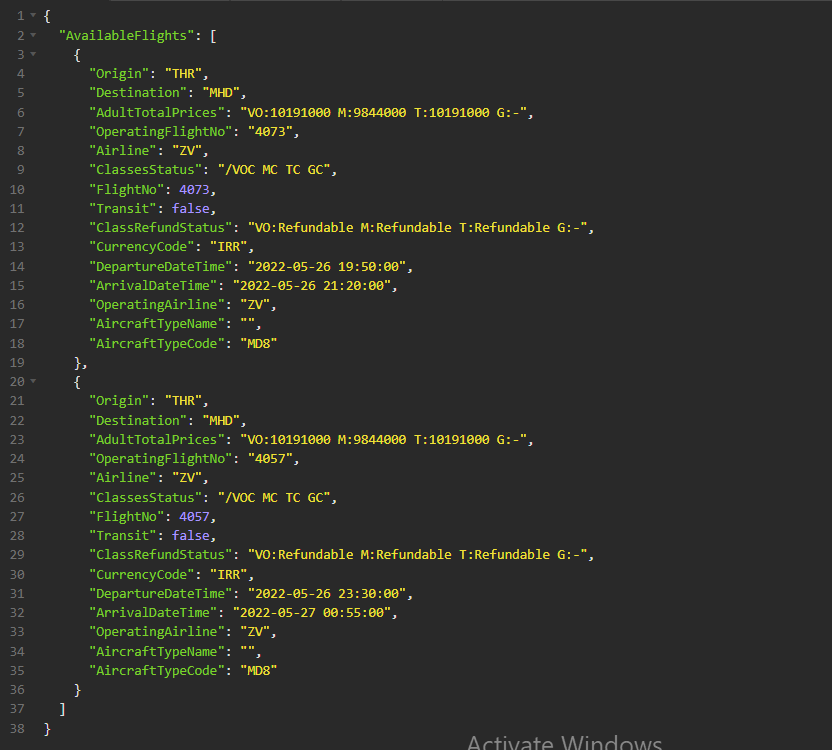 1 {
2 "AvailableFlights": [
3 {
4 "Origin": "THR",
5 "Destination": "MHD",
6 "AdultTotalPrices": "VO:10191000 M:9844000 T:10191000 G:-",
7 "OperatingFlightNo": "4073",
8 "Airline": "ZV",
9 "ClassesStatus": "/VOC MC TC GC",
10 "FlightNo": 4073,
11 "Transit": false,
12 "ClassRefundStatus": "VO:Refundable M:Refundable T:Refundable G:-",
13 "CurrencyCode": "IRR",
14 "DepartureDateTime": "2022-05-26 19:50:00",
15 "ArrivalDateTime": "2022-05-26 21:20:00",
16 "OperatingAirline": "ZV",
17 "AircraftTypeName": "",
18 "AircraftTypeCode": "MD8"
19 },
20 {
21 "Origin": "THR",
22 "Destination": "MHD",
23 "AdultTotalPrices": "VO:10191000 M:9844000 T:10191000 G:-",
24 "OperatingFlightNo": "4057",
25 "Airline": "ZV",
26 "ClassesStatus": "/VOC MC TC GC",
27 "FlightNo": 4057,
28 "Transit": false,
29 "ClassRefundStatus": "VO:Refundable M:Refundable T:Refundable G:-",
30 "CurrencyCode": "IRR",
31 "DepartureDateTime": "2022-05-26 23:30:00",
32 "ArrivalDateTime": "2022-05-27 00:55:00",
33 "OperatingAirline": "ZV",
34 "AircraftTypeName": "",
35 "AircraftTypeCode": "MD8"
36 }
37 ]
38 }
Activate Windows